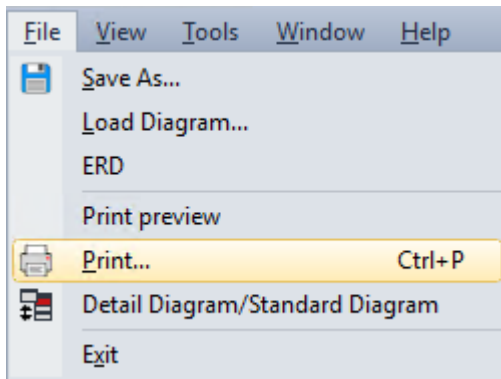 File View Tools Window Help
Save As...
Load Diagram...
ERD
Print preview
Print... Ctrl+P
Detail Diagram/Standard Diagram
Exit